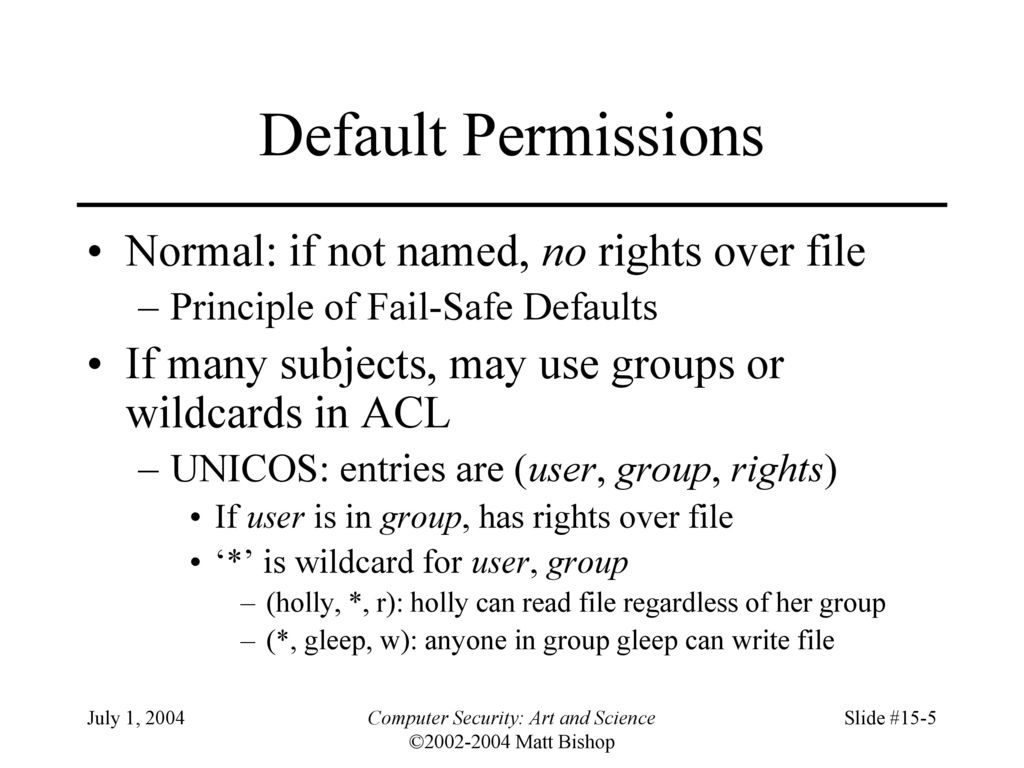 Default Permissions
• Normal: if not named, no rights over file
– Principle of Fail-Safe Defaults
• If many subjects, may use groups or
wildcards in ACL
– UNICOS: entries are (user, group, rights)
• If user is in group, has rights over file
• ‘*’ is wildcard for user, group
– (holly, *, r): holly can read file regardless of her group
– (*, gleep, w): anyone in group gleep can write file
July 1, 2004
Computer Security: Art and Science
©2002-2004 Matt Bishop
Slide #15-5